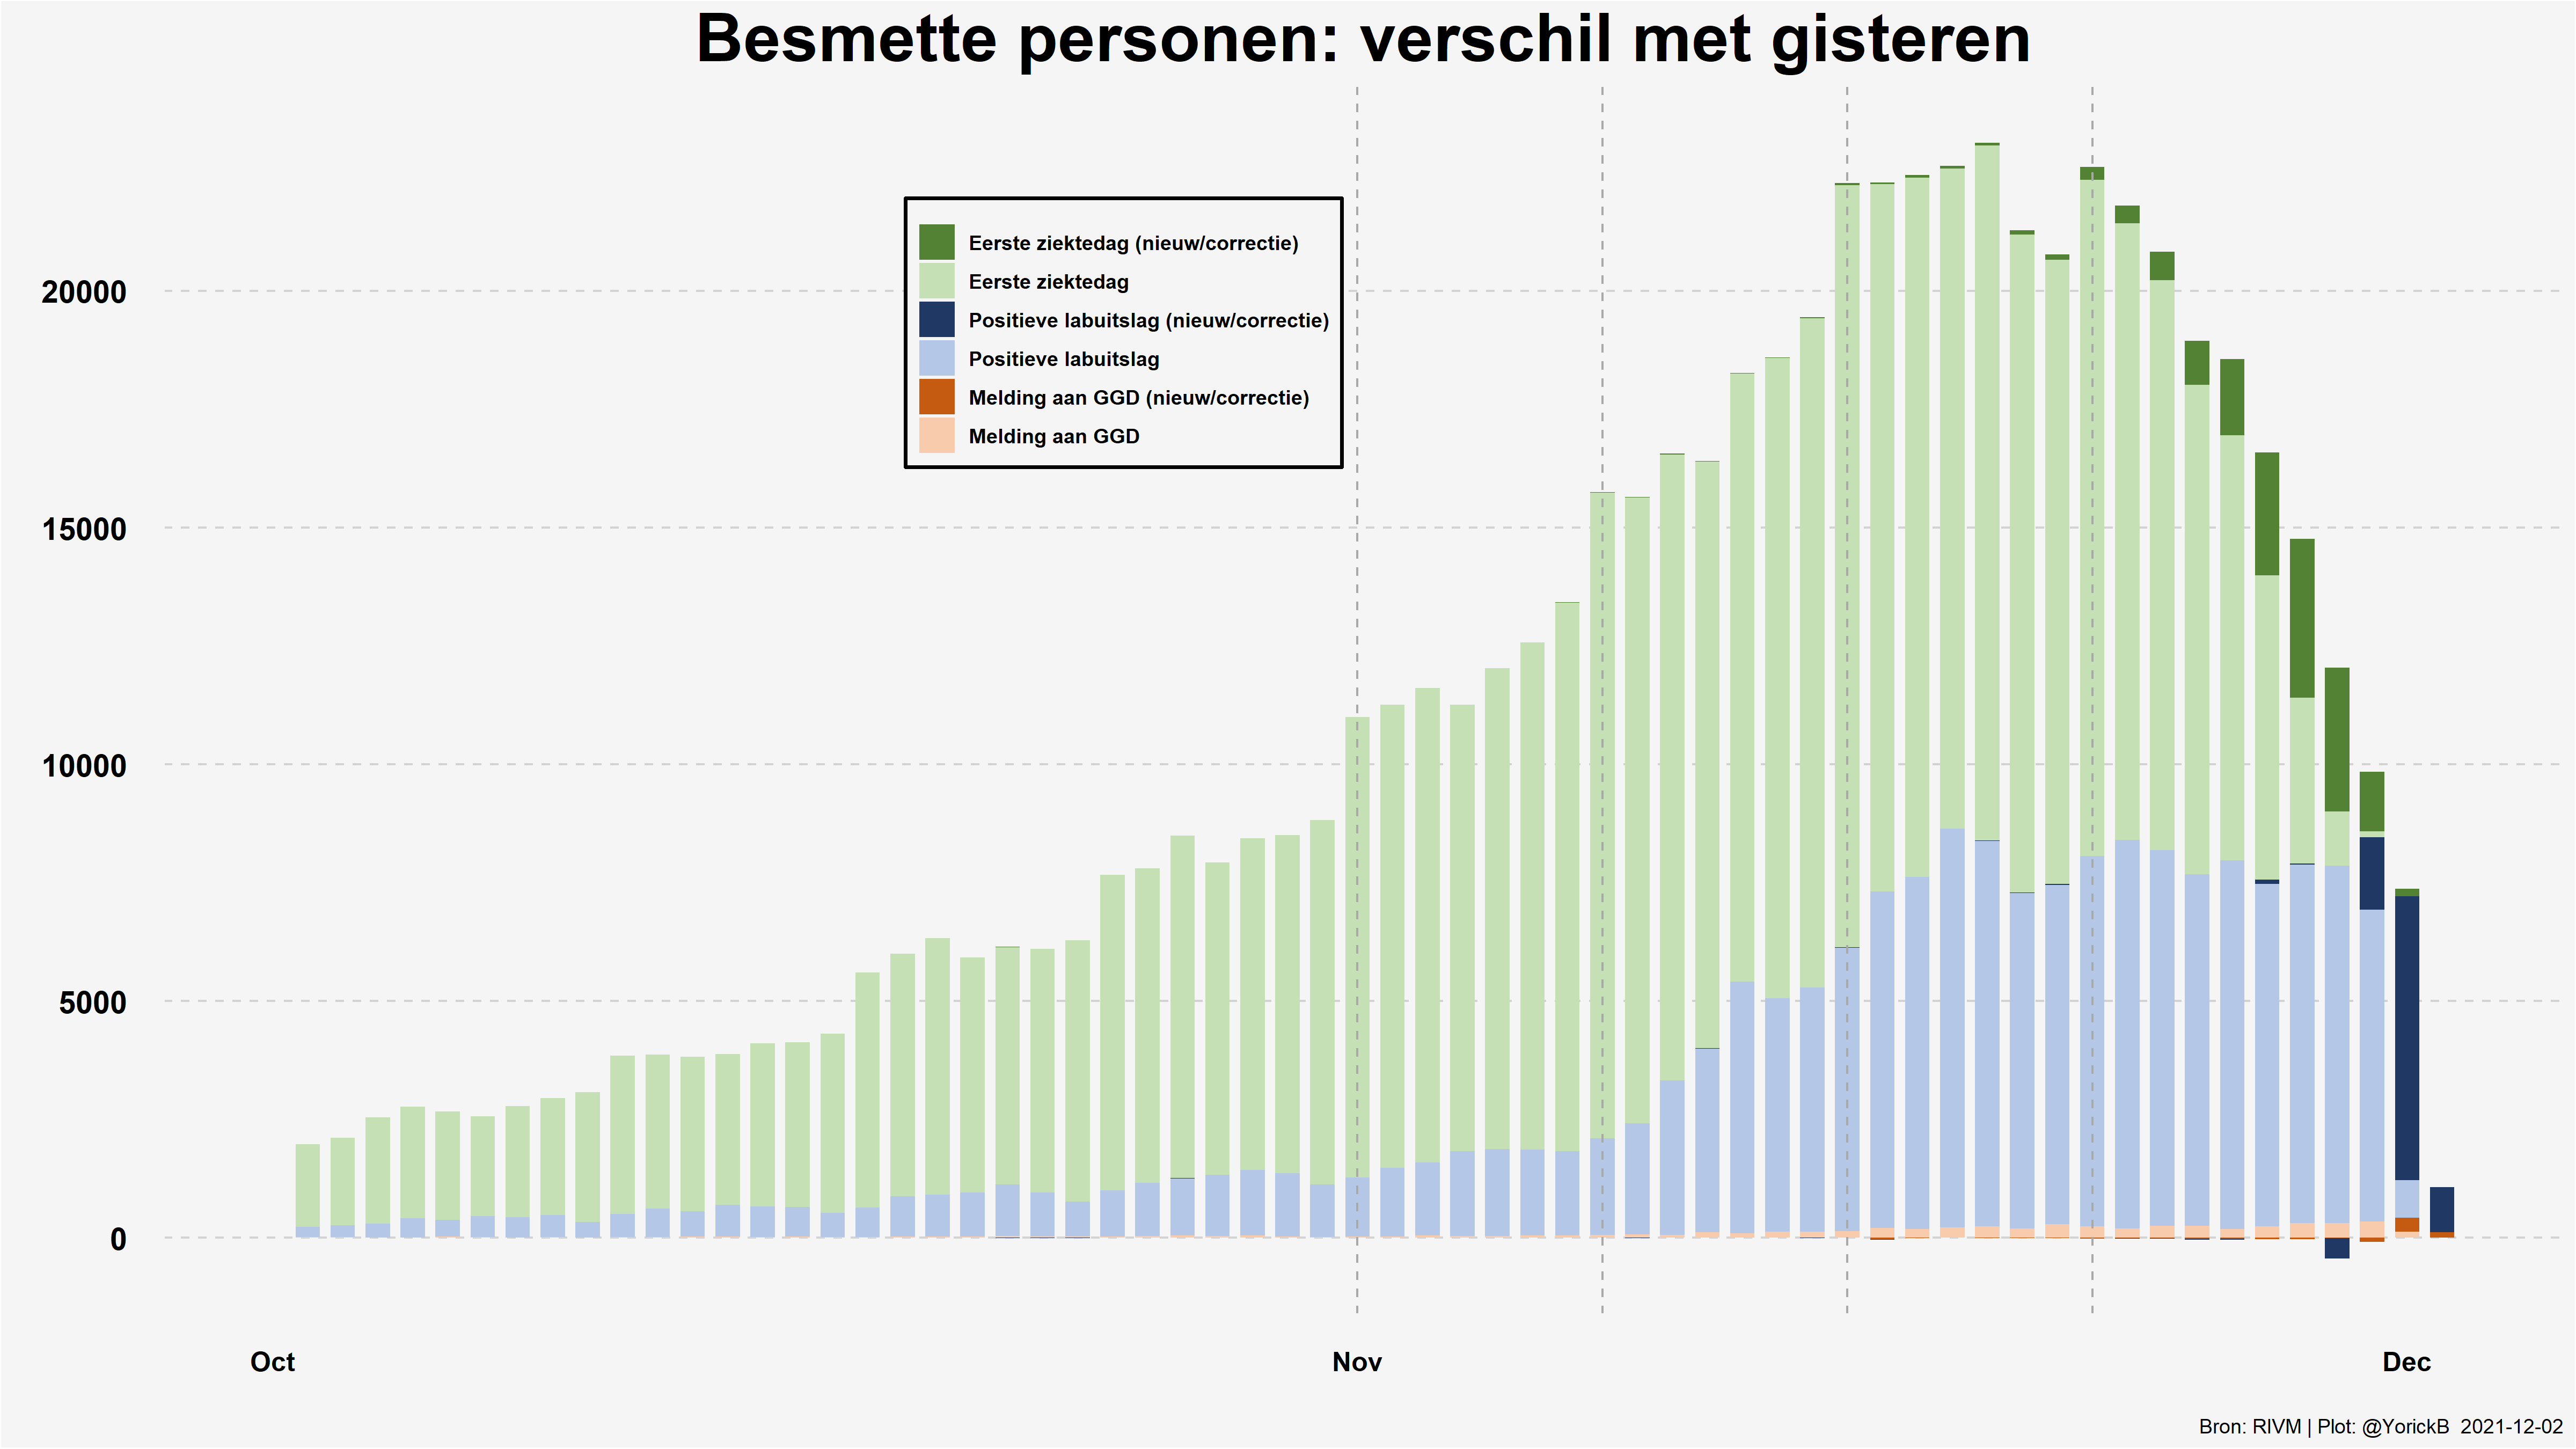 Besmette personen: verschil met gisteren
Eerste ziektedag (nieuw/correctie)
Eerste ziektedag
Positieve labuitslag (nieuw/correctie)
Positieve labuitslag
Melding aan GGD (nieuw/correctie)
Melding aan GGD
20000
15000
10000
5000
0
Oct
Nov
Dec
Bron: RIVM | Plot: @YorickB  2021-12-02